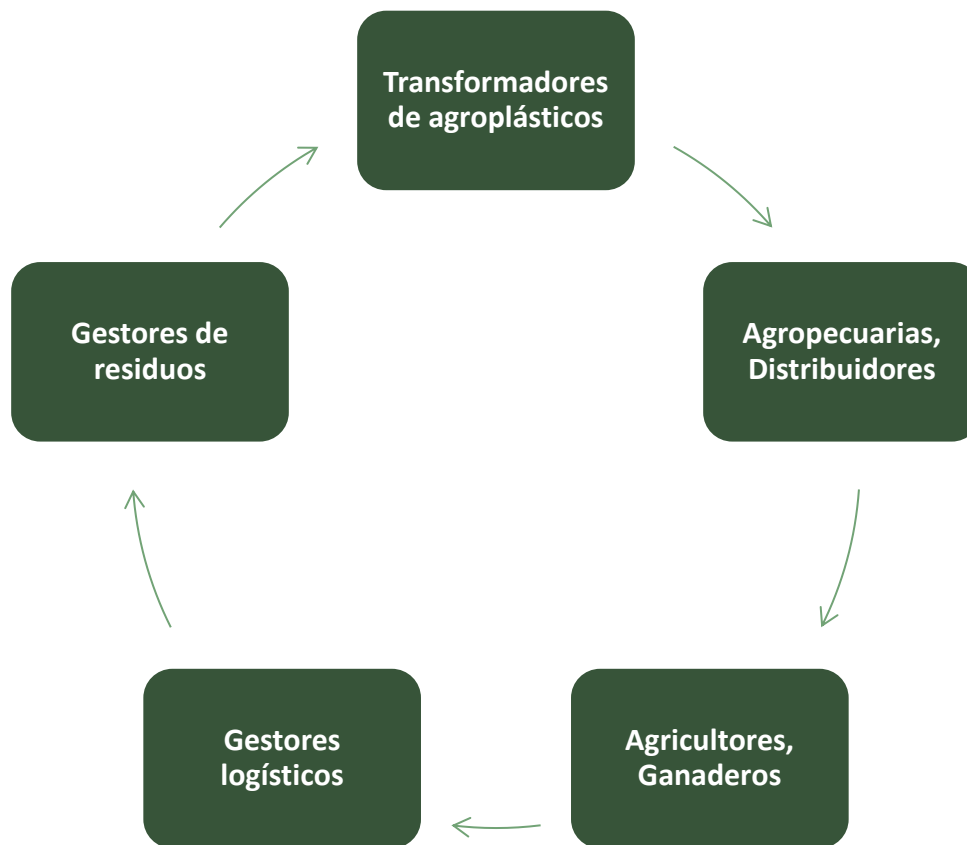 Transformadores
de agroplásticos
Gestores de
residuos
Agropecuarias,
Distribuidores
Gestores
logísticos
Agricultores,
Ganaderos